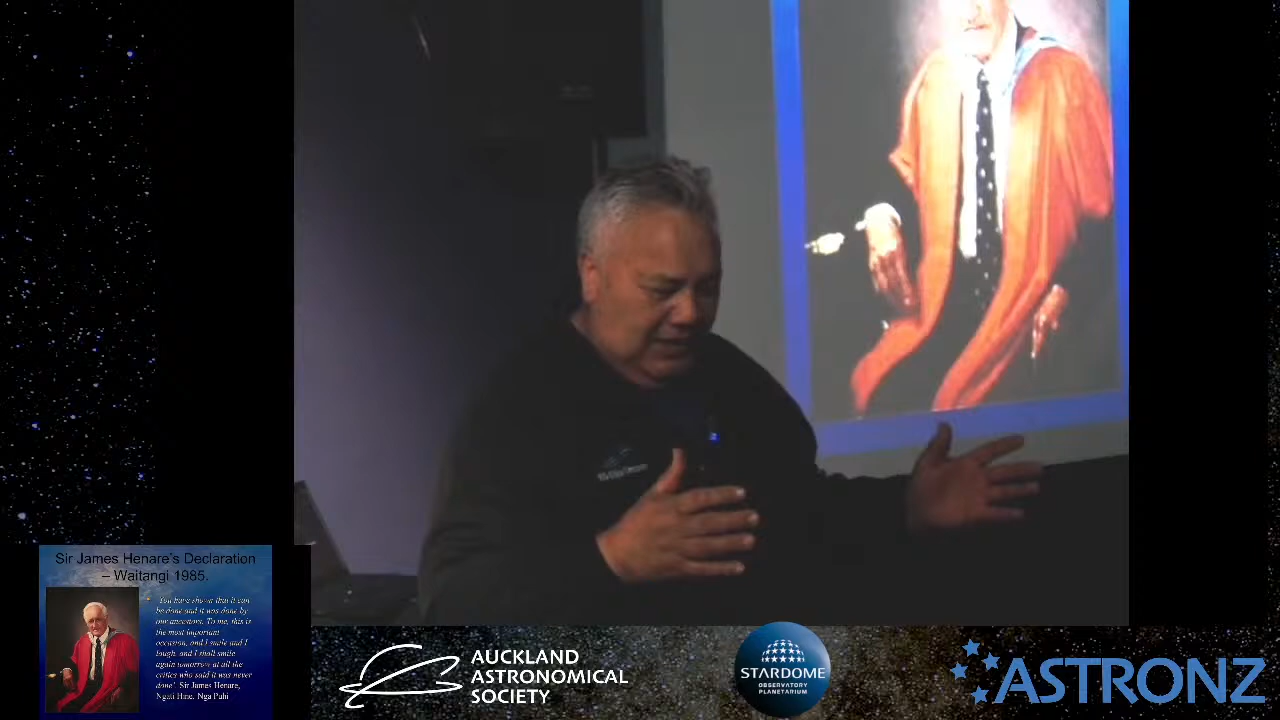 Sir James Henare's Declaration
– Waitangi 1985.
"You have shown that it can
be done and it was done by
our ancestors. To me, this is
the most important
occasion, and I smile and I
laugh, and I shall smile
again tomorrow at all the
critics who said it was never
done". Sir James Henare,
Ngati Hine, Nga Puhi
AUCKLAND
ASTRONOMICAL
SOCIETY
STARDOME
OBSERVATORY
PLANETARIUM
ASTRONZ